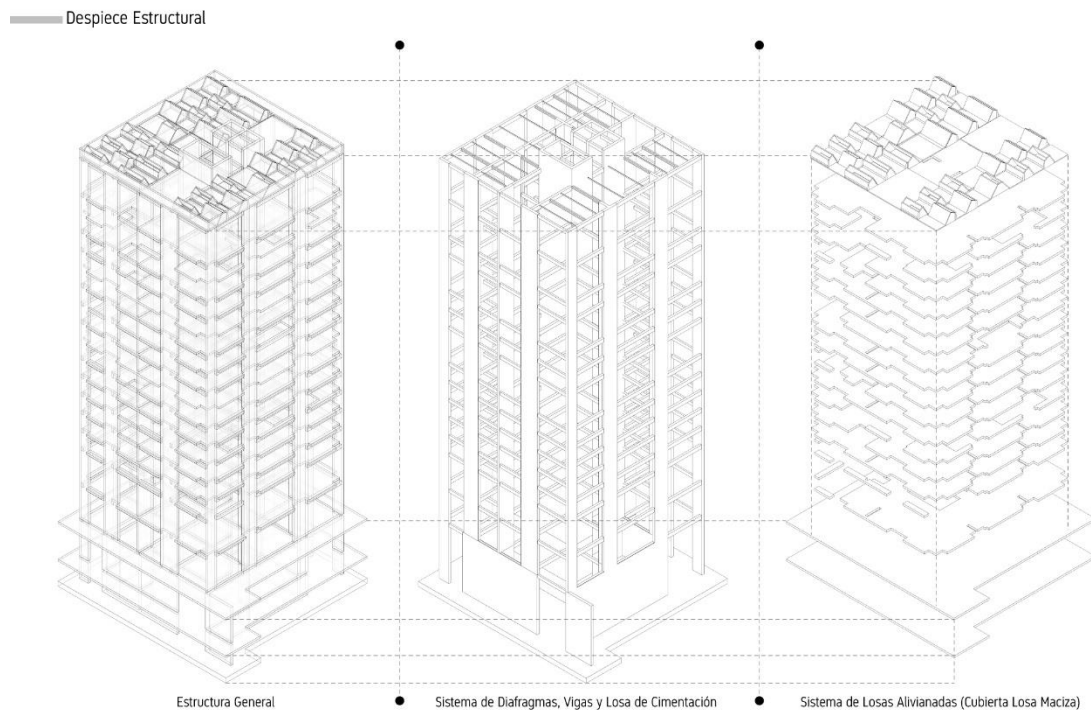 Despiece Estructural
Estructura General
Sistema de Diafragmas, Vigas y Losa de Cimentación
Sistema de Losas Alivianadas (Cubierta Losa Maciza)